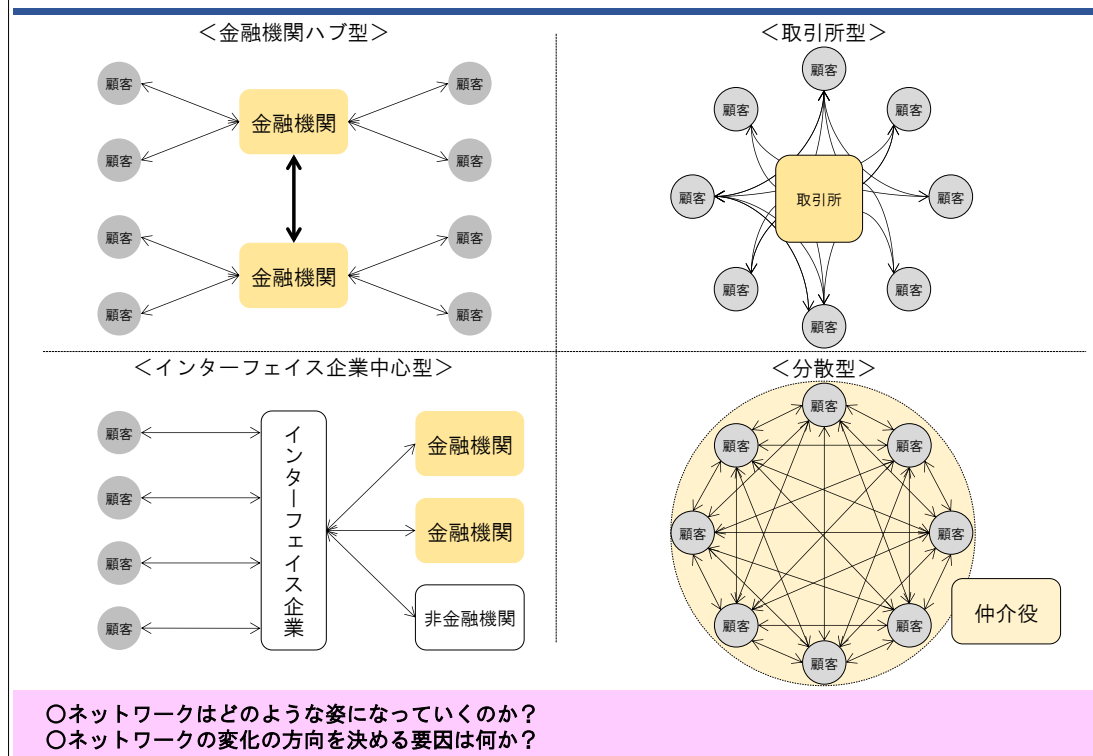 ＜金融機関ハブ型＞
顧客
顧客
顧客
顧客
金融機関
金融機関
顧客
顧客
顧客
顧客
＜取引所型＞
顧客
顧客
顧客
顧客
取引所
顧客
顧客
顧客
顧客
＜インターフェイス企業中心型＞
顧客
顧客
顧客
顧客
インターフェイス企業
金融機関
金融機関
非金融機関
＜分散型＞
顧客
顧客
顧客
顧客
顧客
顧客
顧客
顧客
仲介役
○ネットワークはどのような姿になっていくのか？
○ネットワークの変化の方向を決める要因は何か？